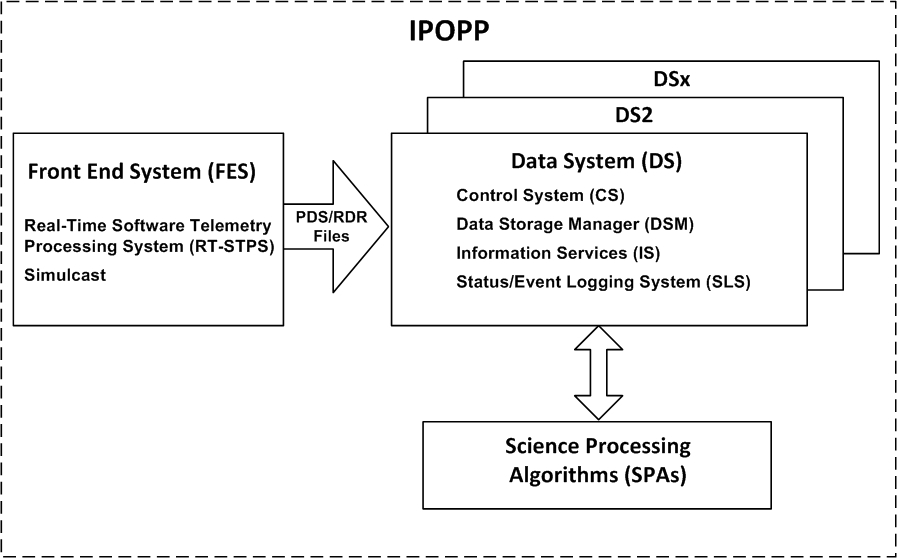 IPOPP
DSx
DS2
Front End System (FES)
Real-Time Software Telemetry
Processing System (RT-STPS)
Simulcast
PDS/RDR
Files
Data System (DS)
Control System (CS)
Data Storage Manager (DSM)
Information Services (IS)
Status/Event Logging System (SLS)
Science Processing
Algorithms (SPAs)